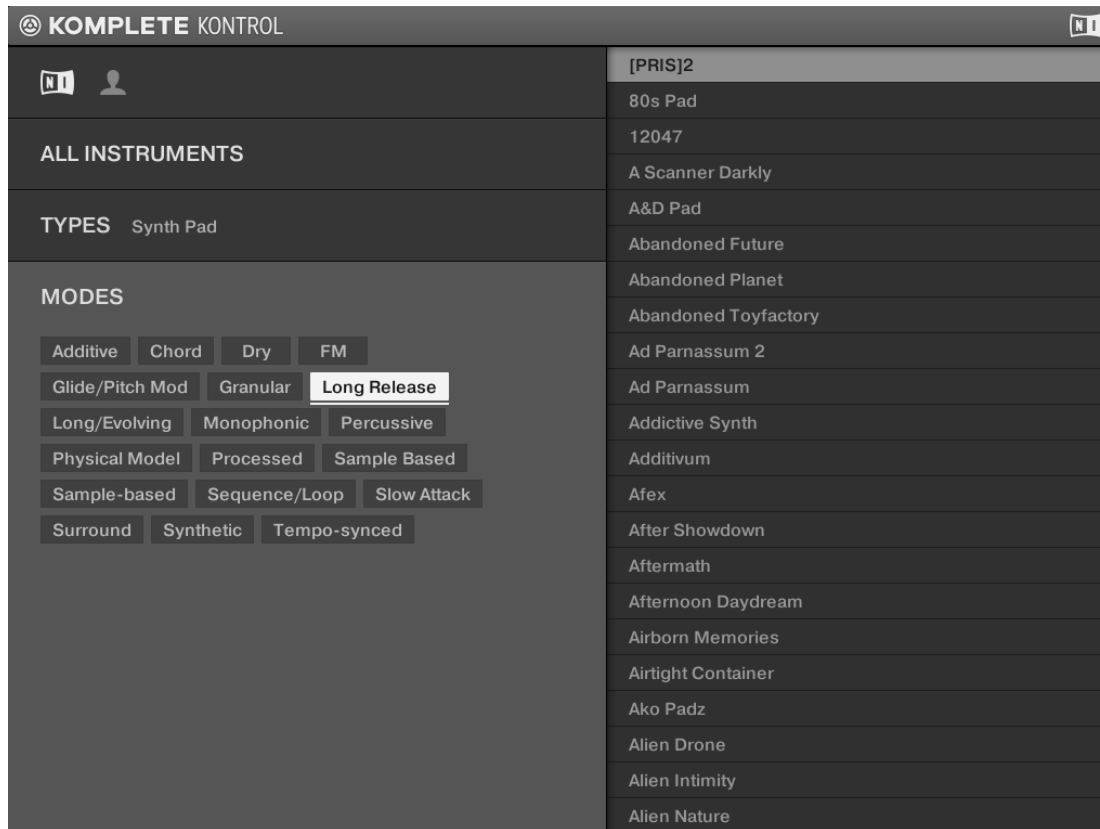 KOMPLETE KONTROL
NI
NI
ALL INSTRUMENTS
TYPES Synth Pad
MODES
Additive Chord Dry FM
Glide/Pitch Mod Granular Long Release
Long/Evolving Monophonic Percussive
Physical Model Processed Sample Based
Sample-based Sequence/Loop Slow Attack
Surround Synthetic Tempo-synced
[PRIS]2
80s Pad
12047
A Scanner Darkly
A&D Pad
Abandoned Future
Abandoned Planet
Abandoned Toyfactory
Ad Parnassum 2
Ad Parnassum
Addictive Synth
Additivum
Afex
After Showdown
Aftermath
Afternoon Daydream
Airborn Memories
Airtight Container
Ako Padz
Alien Drone
Alien Intimity
Alien Nature